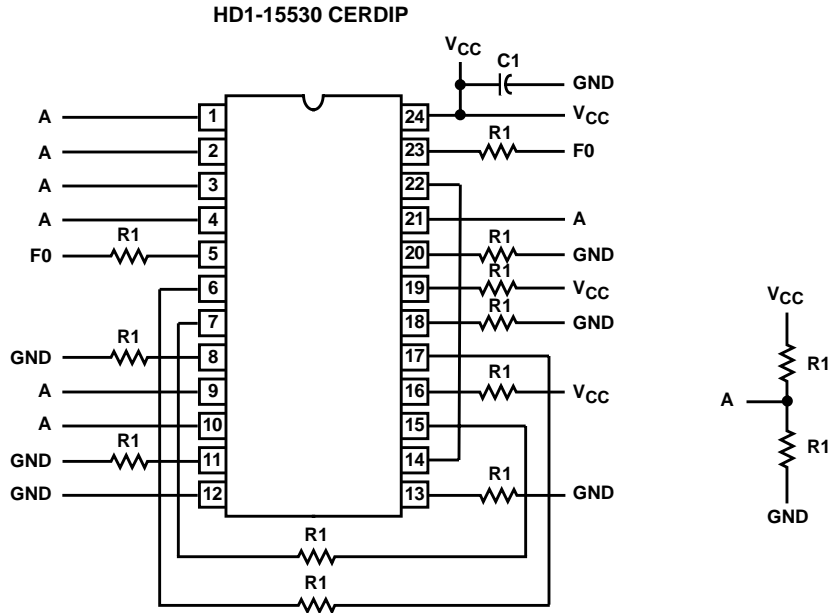 HD1-15530 CERDIP
VCC
C1
GND
A 1 24 VCC
R1
A 2 23 F0
A 3 22
A 4 21 A
R1 R1
F0 5 20 GND
R1
6 19 VCC
R1
7 18 GND
R1
GND 8 17
R1
A 9 16 VCC
A 10 15
R1
GND 11 14
R1
GND 12 13 GND
R1
R1
VCC
R1
A
R1
GND